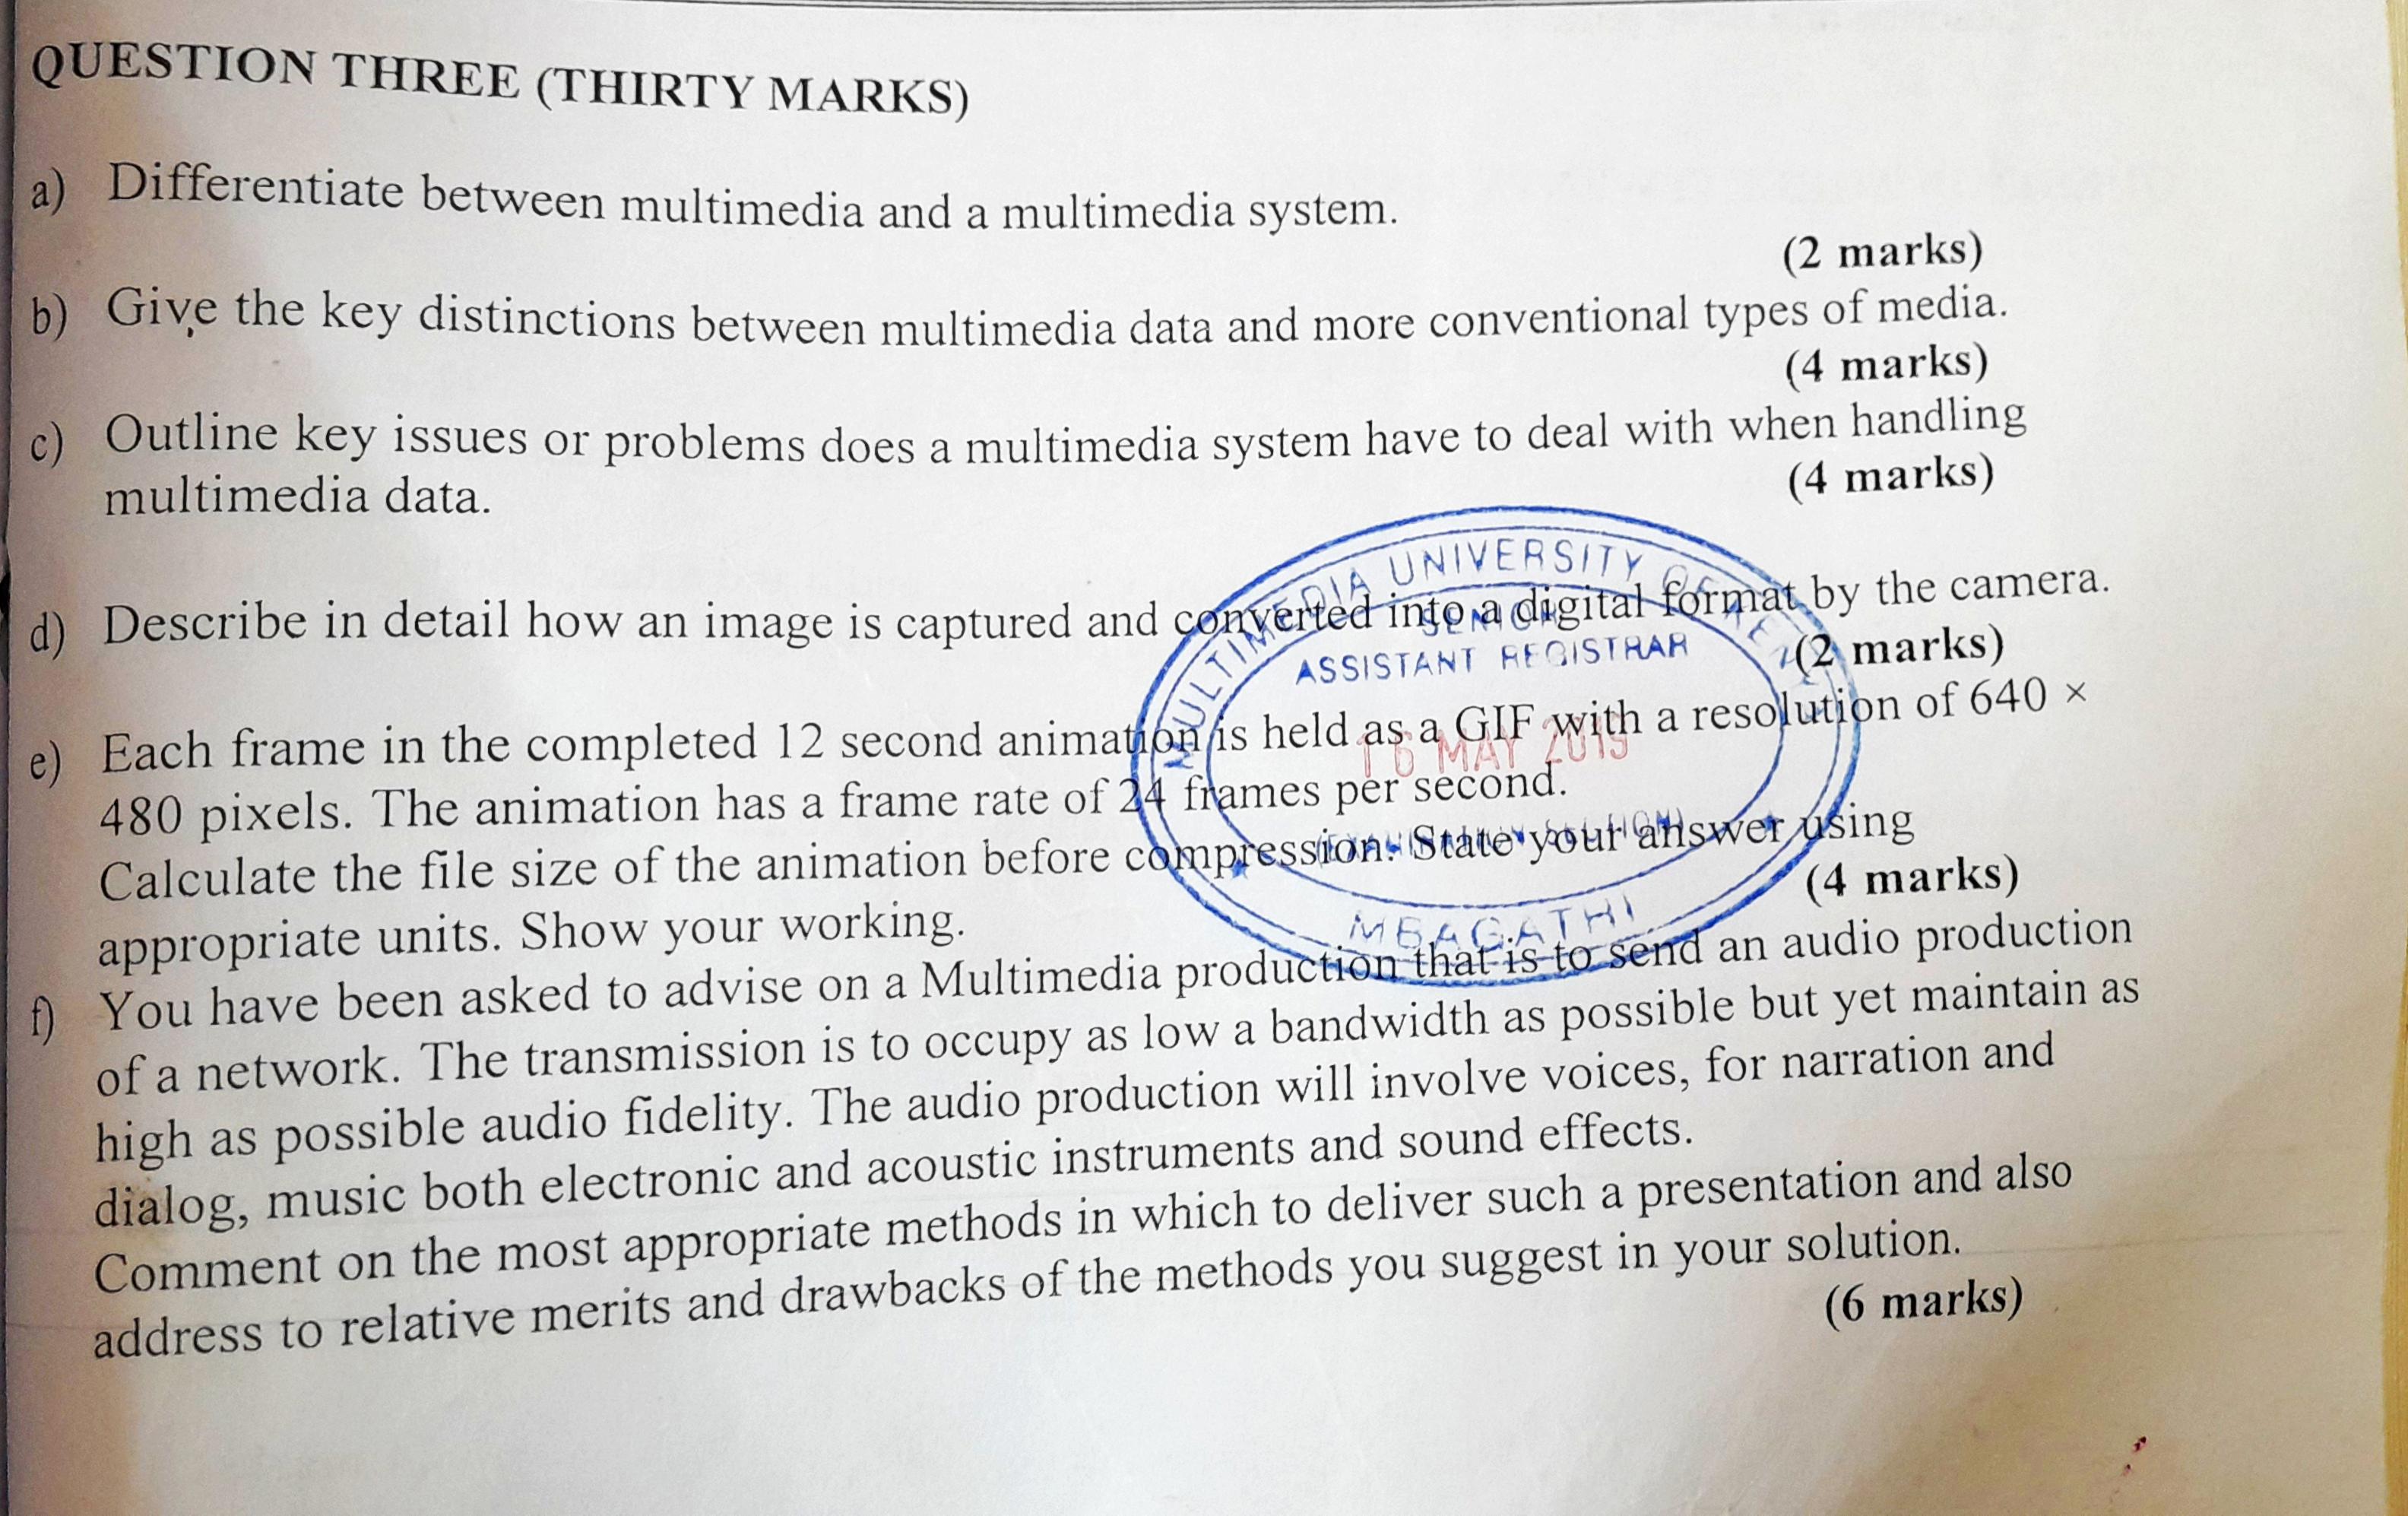 QUESTION THREE (THIRTY MARKS)
a) Differentiate between multimedia and a multimedia system.
(2 marks)
b) Give the key distinctions between multimedia data and more conventional types of media.
(4 marks)
c) Outline key issues or problems does a multimedia system have to deal with when handling
multimedia data.
(4 marks)
d) Describe in detail how an image is captured and converted into a digital format by the camera.
(2 marks)
e) Each frame in the completed 12 second animation is held as a GIF with a resolution of 640 ×
480 pixels. The animation has a frame rate of 24 frames per second.
Calculate the file size of the animation before compression. State your answer using
appropriate units. Show your working.
(4 marks)
f) You have been asked to advise on a Multimedia production that is to send an audio production
of a network. The transmission is to occupy as low a bandwidth as possible but yet maintain as
high as possible audio fidelity. The audio production will involve voices, for narration and
dialog, music both electronic and acoustic instruments and sound effects.
Comment on the most appropriate methods in which to deliver such a presentation and also
address to relative merits and drawbacks of the methods you suggest in your solution.
(6 marks)
MULTIMEDIA UNIVERSITY OF KENYA
SENIOR
ASSISTANT REGISTRAR
16 MAY 2019
MBAGATHI